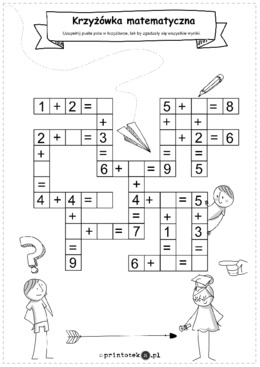 Krzyżówka matematyczna
Uzupełnij puste pola w krzyżówce, tak by zgadzały się wszystkie wyniki.
1 + 2 = 5 + = 8
+ + +
2 + = 3 + 2 = 6
+ = = =
6 + = 9 5
= +
4 + 4 = 4 + = 5
+ = + +
+ = 7 1 3
= = =
9 6 + =
?
printotek a.pl